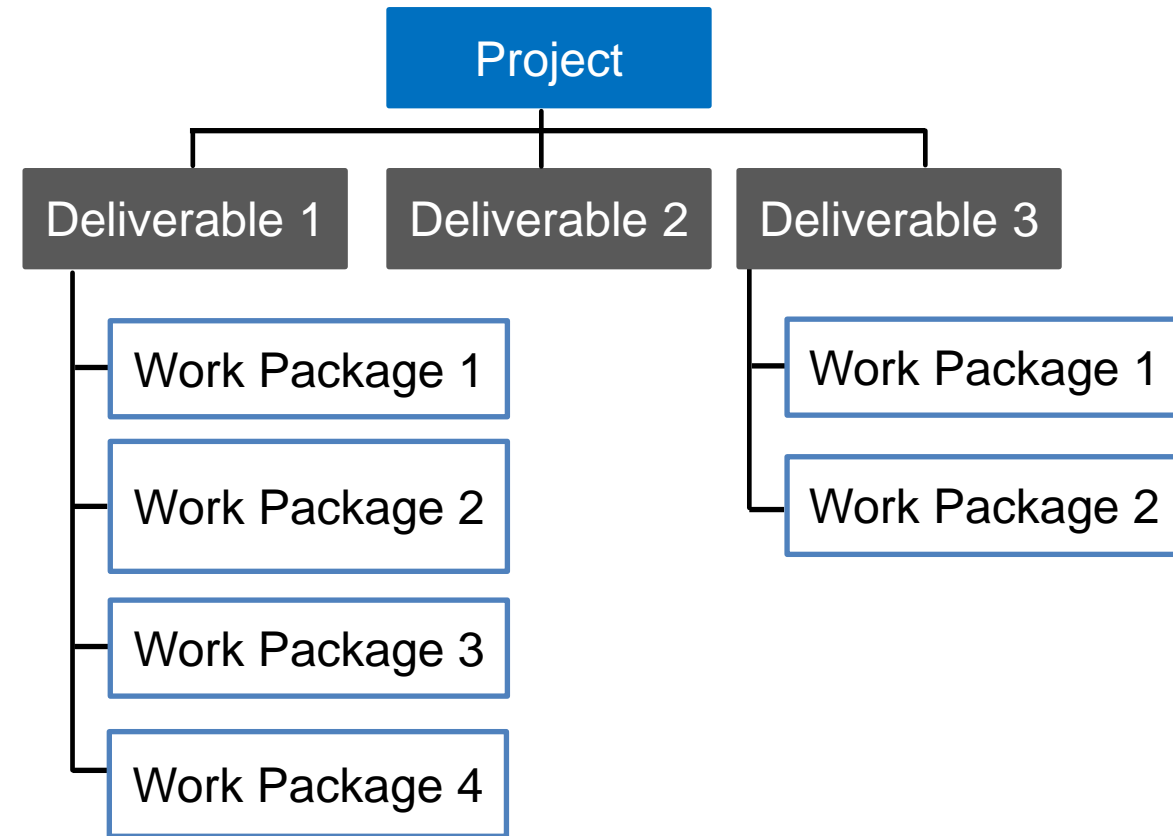 Project
Deliverable 1
Deliverable 2
Deliverable 3
Work Package 1
Work Package 2
Work Package 3
Work Package 4
Work Package 1
Work Package 2